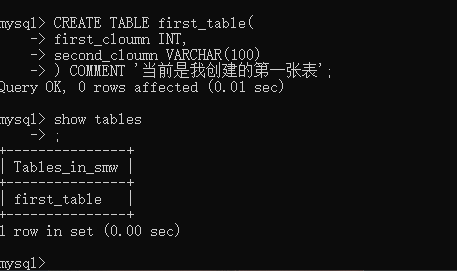 mysql> CREATE TABLE first_table(
    -> first_cloumn INT,
    -> second_cloumn VARCHAR(100)
    -> ) COMMENT '当前是我创建的第一张表';
Query OK, 0 rows affected (0.01 sec)
mysql> show tables
    -> ;
+---------------+
| Tables_in_smw |
+---------------+
| first_table   |
+---------------+
1 row in set (0.00 sec)
mysql>